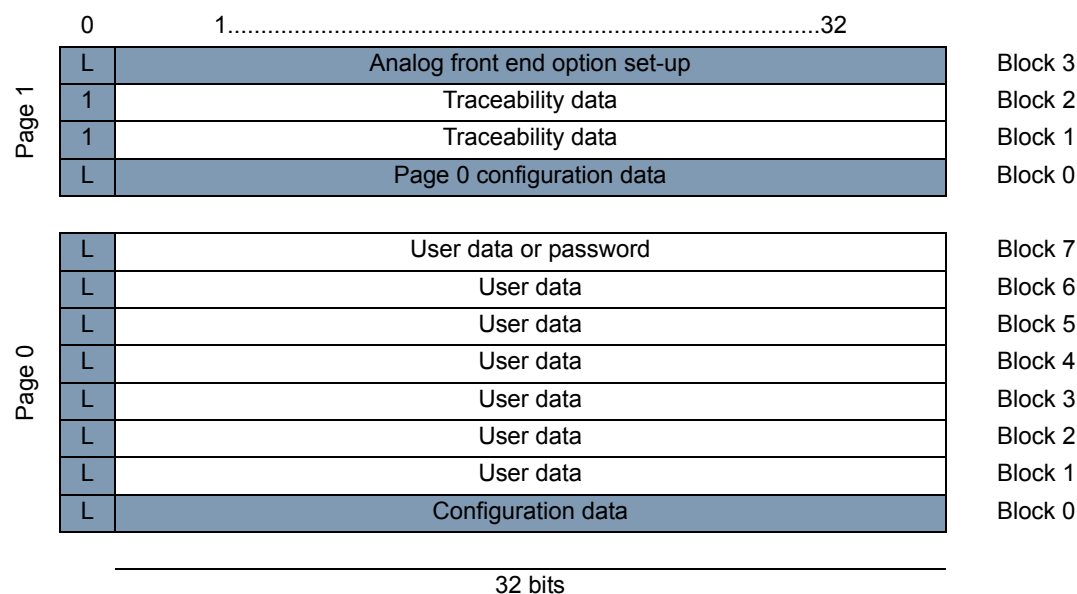 0 1..........................................................................................32
Page 1
L Analog front end option set-up Block 3
1 Traceability data Block 2
1 Traceability data Block 1
L Page 0 configuration data Block 0
Page 0
L User data or password Block 7
L User data Block 6
L User data Block 5
L User data Block 4
L User data Block 3
L User data Block 2
L User data Block 1
L Configuration data Block 0
32 bits